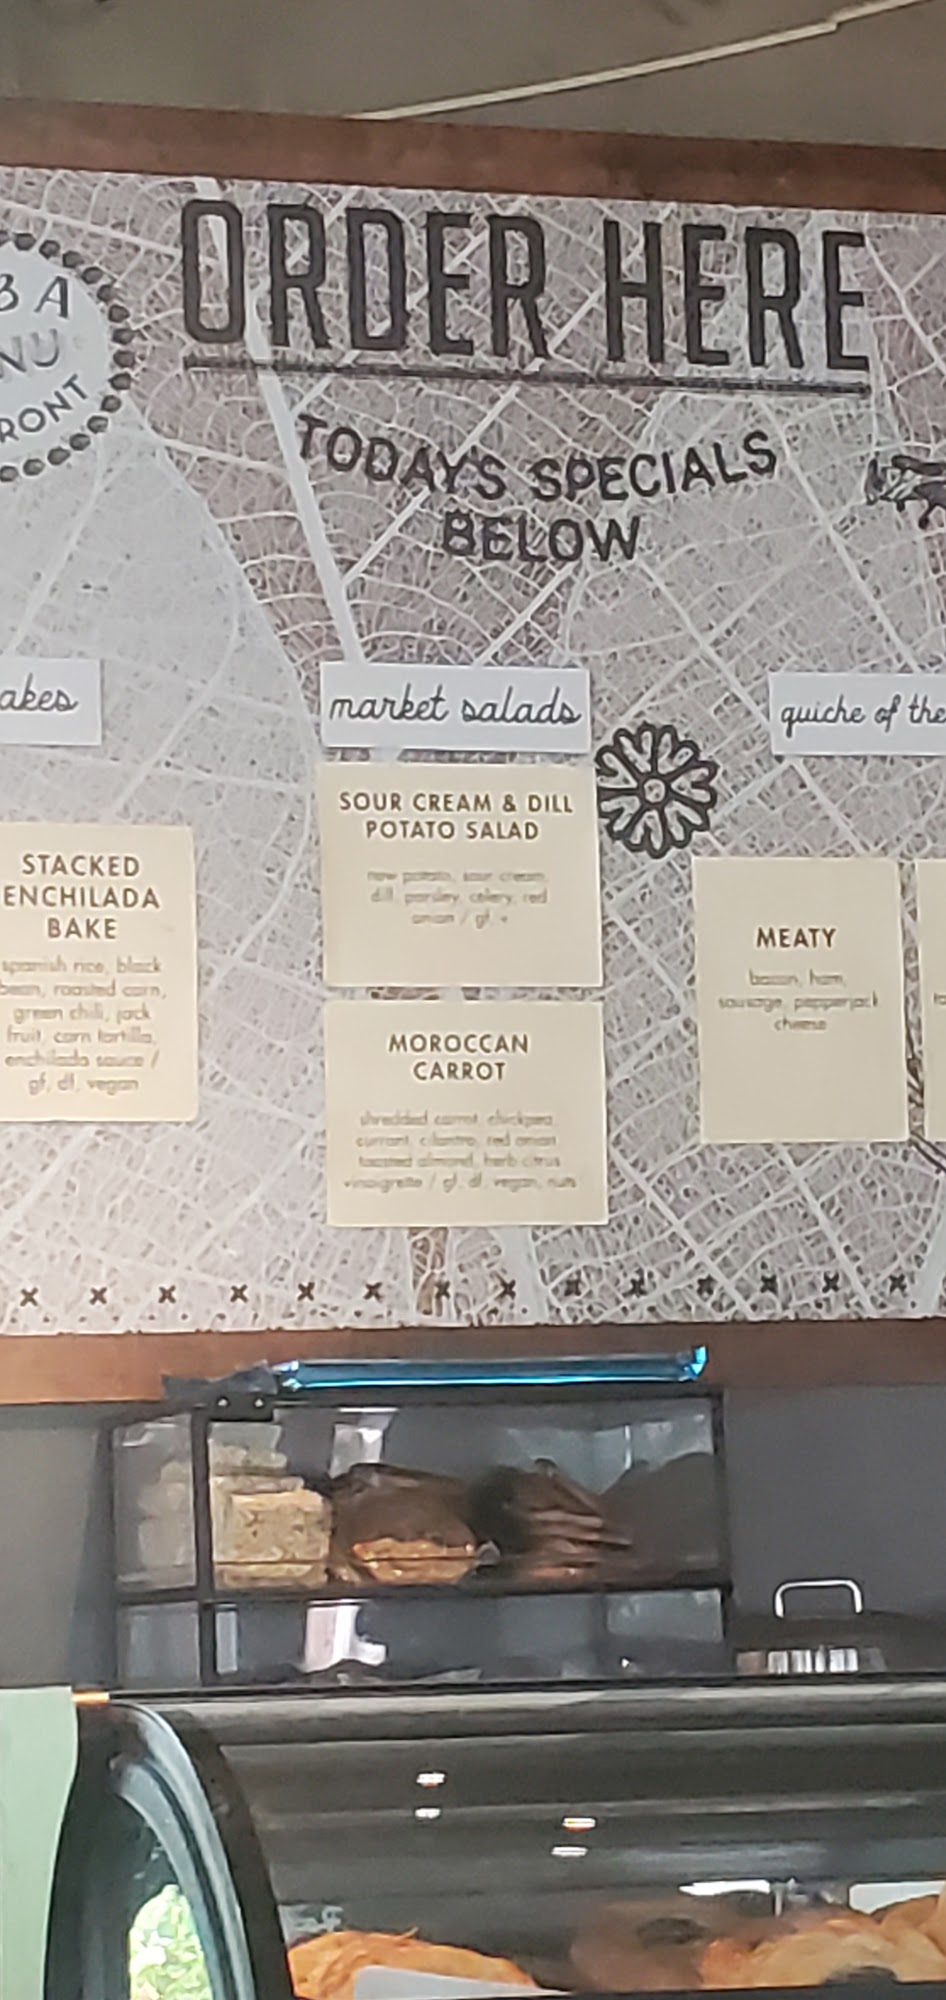 B A
NU
RONT
ORDER HERE
TODAY'S SPECIALS
BELOW
akes
STACKED
ENCHILADA
BAKE
spanish rice, black
bean, roasted corn,
green chili, jack
fruit, corn tortilla,
enchilada sauce /
gf, df, vegan
market salads
SOUR CREAM & DILL
POTATO SALAD
new potato, sour cream,
dill, parsley, celery, red
onion / gf, v
MOROCCAN
CARROT
shredded carrot, chickpea,
currant, cilantro, red onion
toasted almond, herb citrus
vinaigrette / gf, df, vegan, nuts
quiche of the
MEATY
bacon, ham,
sausage, pepperjack
cheese